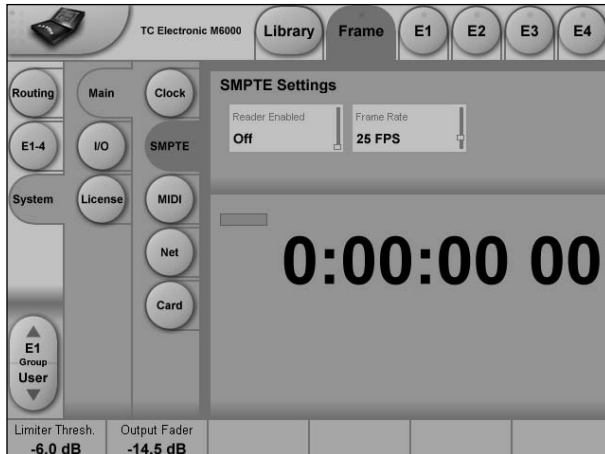 TC Electronic M6000
Library
Frame
E1
E2
E3
E4
Routing
Main
Clock
E1-4
I/O
SMPTE
System
License
MIDI
Net
Card
SMPTE Settings
Reader Enabled
Off
Frame Rate
25 FPS
0:00:00 00
E1
Group
User
Limiter Thresh.
-6.0 dB
Output Fader
-14.5 dB